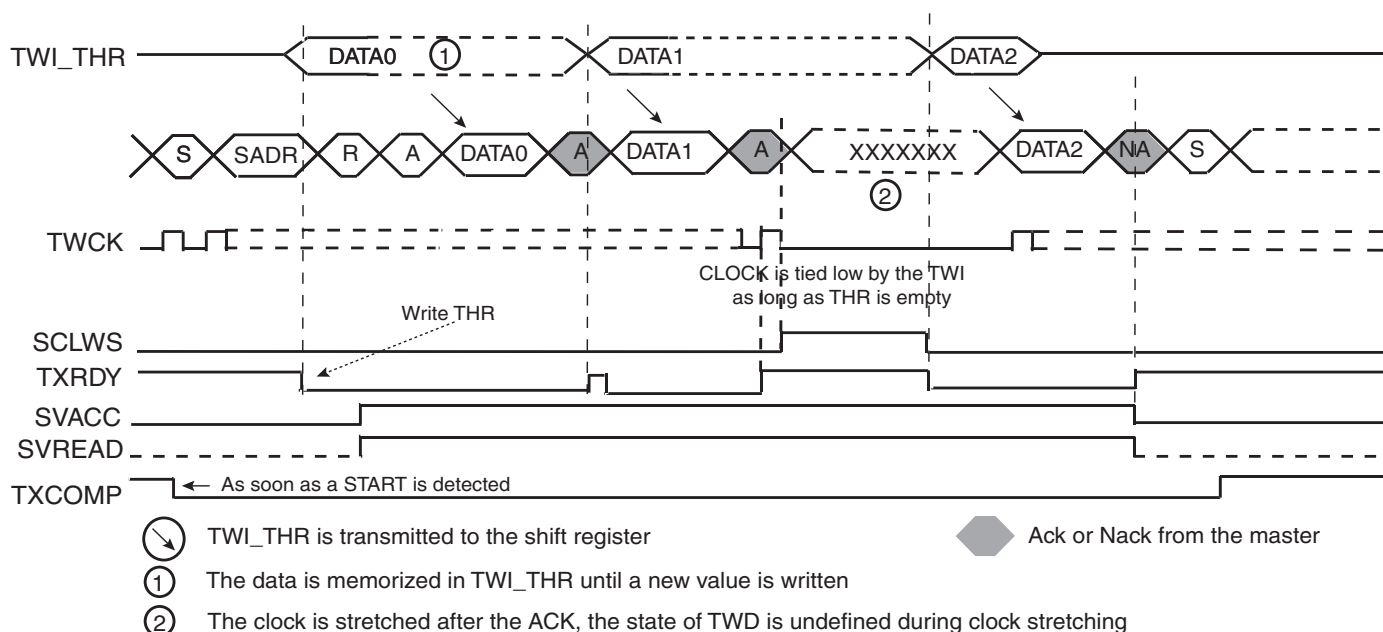 TWI_THR DATA0 1 DATA1 DATA2
S SADR R A DATA0 A DATA1 A XXXXXXX DATA2 NA S
2
TWCK
CLOCK is tied low by the TWI
as long as THR is empty
Write THR
SCLWS
TXRDY
SVACC
SVREAD
TXCOMP As soon as a START is detected
TWI_THR is transmitted to the shift register Ack or Nack from the master
1 The data is memorized in TWI_THR until a new value is written
2 The clock is stretched after the ACK, the state of TWD is undefined during clock stretching